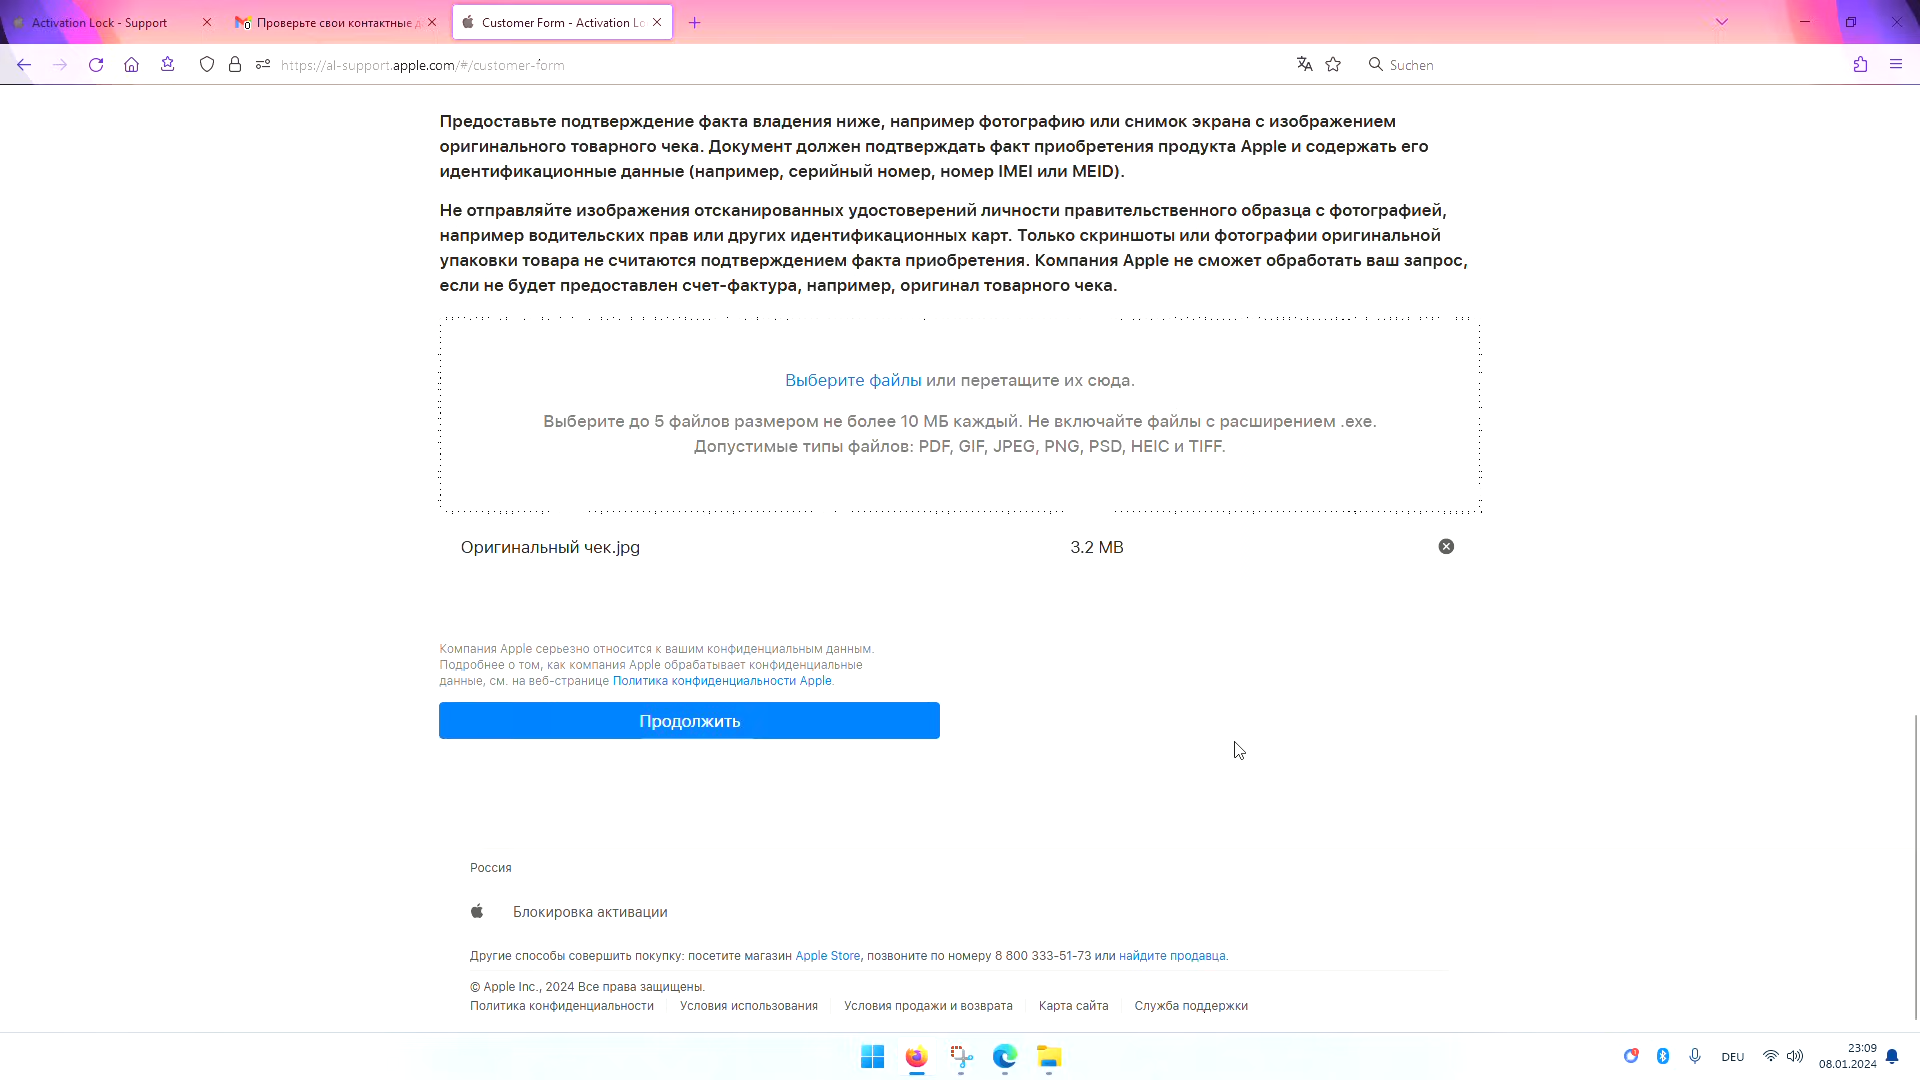 Activation Lock - Support
Проверьте свои контактные д
Customer Form - Activation Lo
https://al-support.apple.com/#/customer-form
Suchen
Предоставьте подтверждение факта владения ниже, например фотографию или снимок экрана с изображением
оригинального товарного чека. Документ должен подтверждать факт приобретения продукта Apple и содержать его
идентификационные данные (например, серийный номер, номер IMEI или MEID).
Не отправляйте изображения отсканированных удостоверений личности правительственного образца с фотографией,
например водительских прав или других идентификационных карт. Только скриншоты или фотографии оригинальной
упаковки товара не считаются подтверждением факта приобретения. Компания Apple не сможет обработать ваш запрос,
если не будет предоставлен счет-фактура, например, оригинал товарного чека.
Выберите файлы или перетащите их сюда.
Выберите до 5 файлов размером не более 10 МБ каждый. Не включайте файлы с расширением .exe.
Допустимые типы файлов: PDF, GIF, JPEG, PNG, PSD, HEIC и TIFF.
Оригинальный чек.jpg 3.2 MB
Компания Apple серьезно относится к вашим конфиденциальным данным.
Подробнее о том, как компания Apple обрабатывает конфиденциальные
данные, см. на веб-странице Политика конфиденциальности Apple.
Продолжить
Россия
Блокировка активации
Другие способы совершить покупку: посетите магазин Apple Store, позвоните по номеру 8 800 333-51-73 или найдите продавца.
© Apple Inc., 2024 Все права защищены.
Политика конфиденциальности Условия использования Условия продажи и возврата Карта сайта Служба поддержки
DEU
23:09
08.01.2024